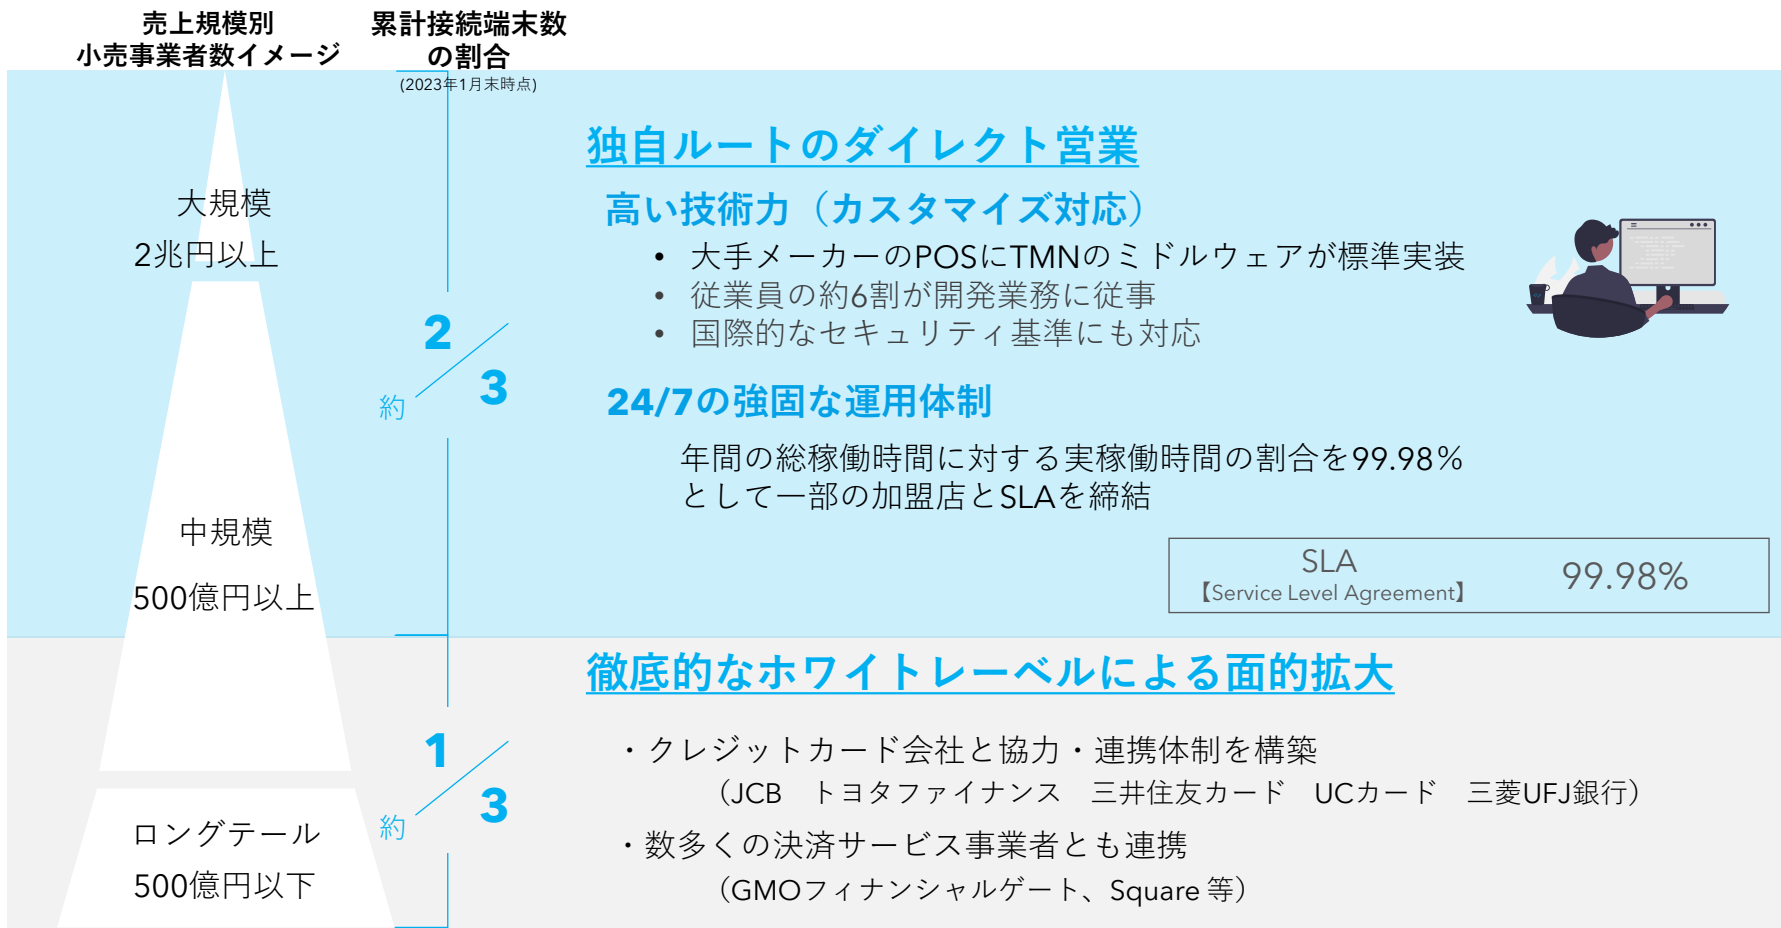 売上規模別
小売事業者数イメージ
累計接続端末数
の割合
(2023年1月末時点)
大規模
2兆円以上
中規模
500億円以上
ロングテール
500億円以下
約 2/3
約 1/3
独自ルートのダイレクト営業
高い技術力（カスタマイズ対応）
• 大手メーカーのPOSにTMNのミドルウェアが標準実装
• 従業員の約6割が開発業務に従事
• 国際的なセキュリティ基準にも対応
24/7の強固な運用体制
年間の総稼働時間に対する実稼働時間の割合を99.98％
として一部の加盟店とSLAを締結
SLA
【Service Level Agreement】
99.98%
徹底的なホワイトレーベルによる面的拡大
・クレジットカード会社と協力・連携体制を構築
（JCB　トヨタファイナンス　三井住友カード　UCカード　三菱UFJ銀行）
・数多くの決済サービス事業者とも連携
（GMOフィナンシャルゲート、Square 等）